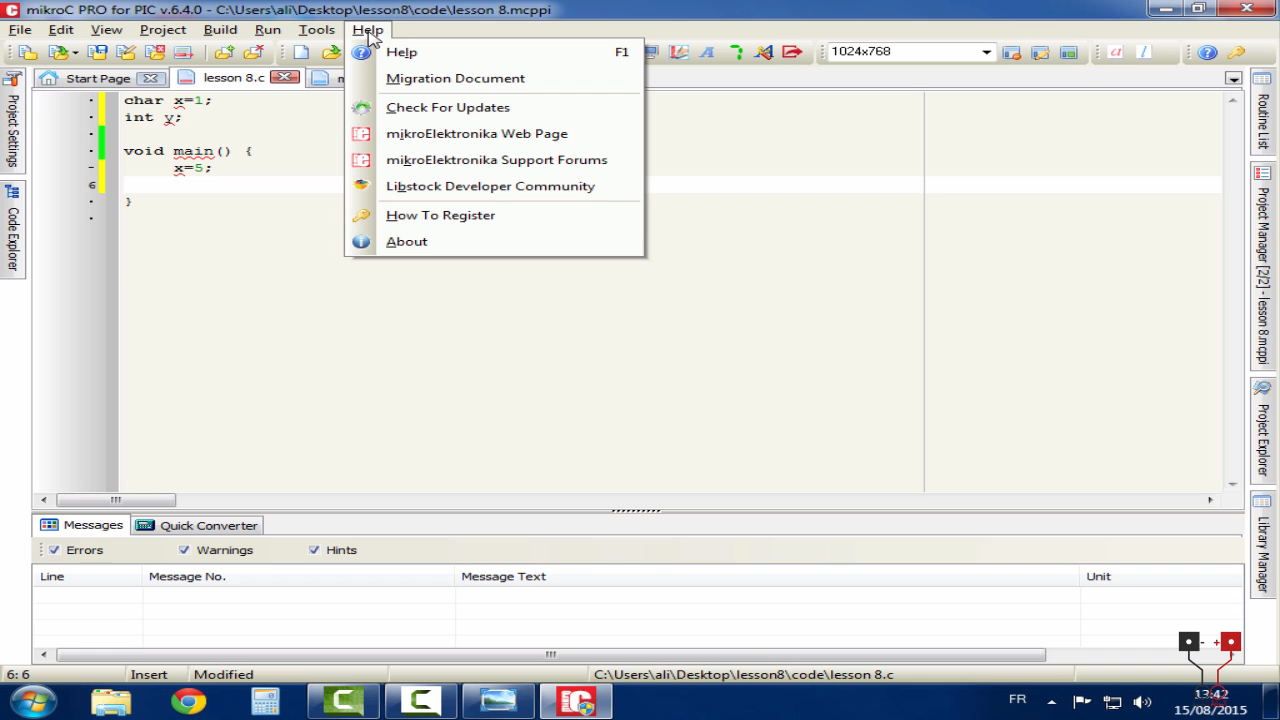 mikroC PRO for PIC v.6.4.0 - C:\Users\ali\Desktop\lesson8\code\lesson 8.mcppi
File Edit View Project Build Run Tools Help
1024x768
Start Page lesson 8.c
Help F1
Migration Document
Check For Updates
mikroElektronika Web Page
mikroElektronika Support Forums
Libstock Developer Community
How To Register
About
Project Settings
Code Explorer
char x=1;
int y;
void main() {
x=5;
6
}
Routine List
Project Manager [2/2] - lesson 8.mcppi
Project Explorer
Library Manager
Messages Quick Converter
Errors Warnings Hints
Line Message No. Message Text Unit
6: 6 Insert Modified C:\Users\ali\Desktop\lesson8\code\lesson 8.c
- +
FR 13:42
15/08/2015